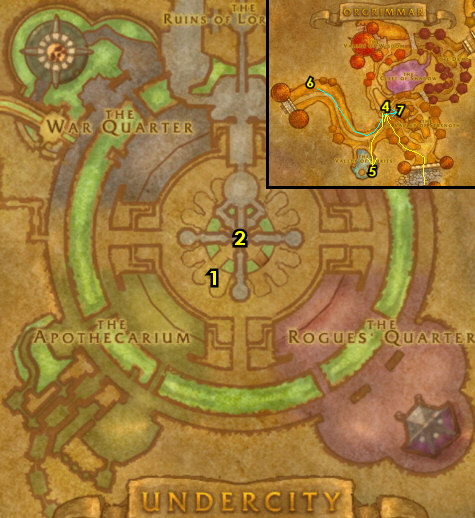 THE
RUINS OF LOR
ORGRIMMAR
6
4
7
5
THE
WAR QUARTER
2
1
THE
APOTHECARIUM
THE
ROGUES' QUARTER
UNDERCITY